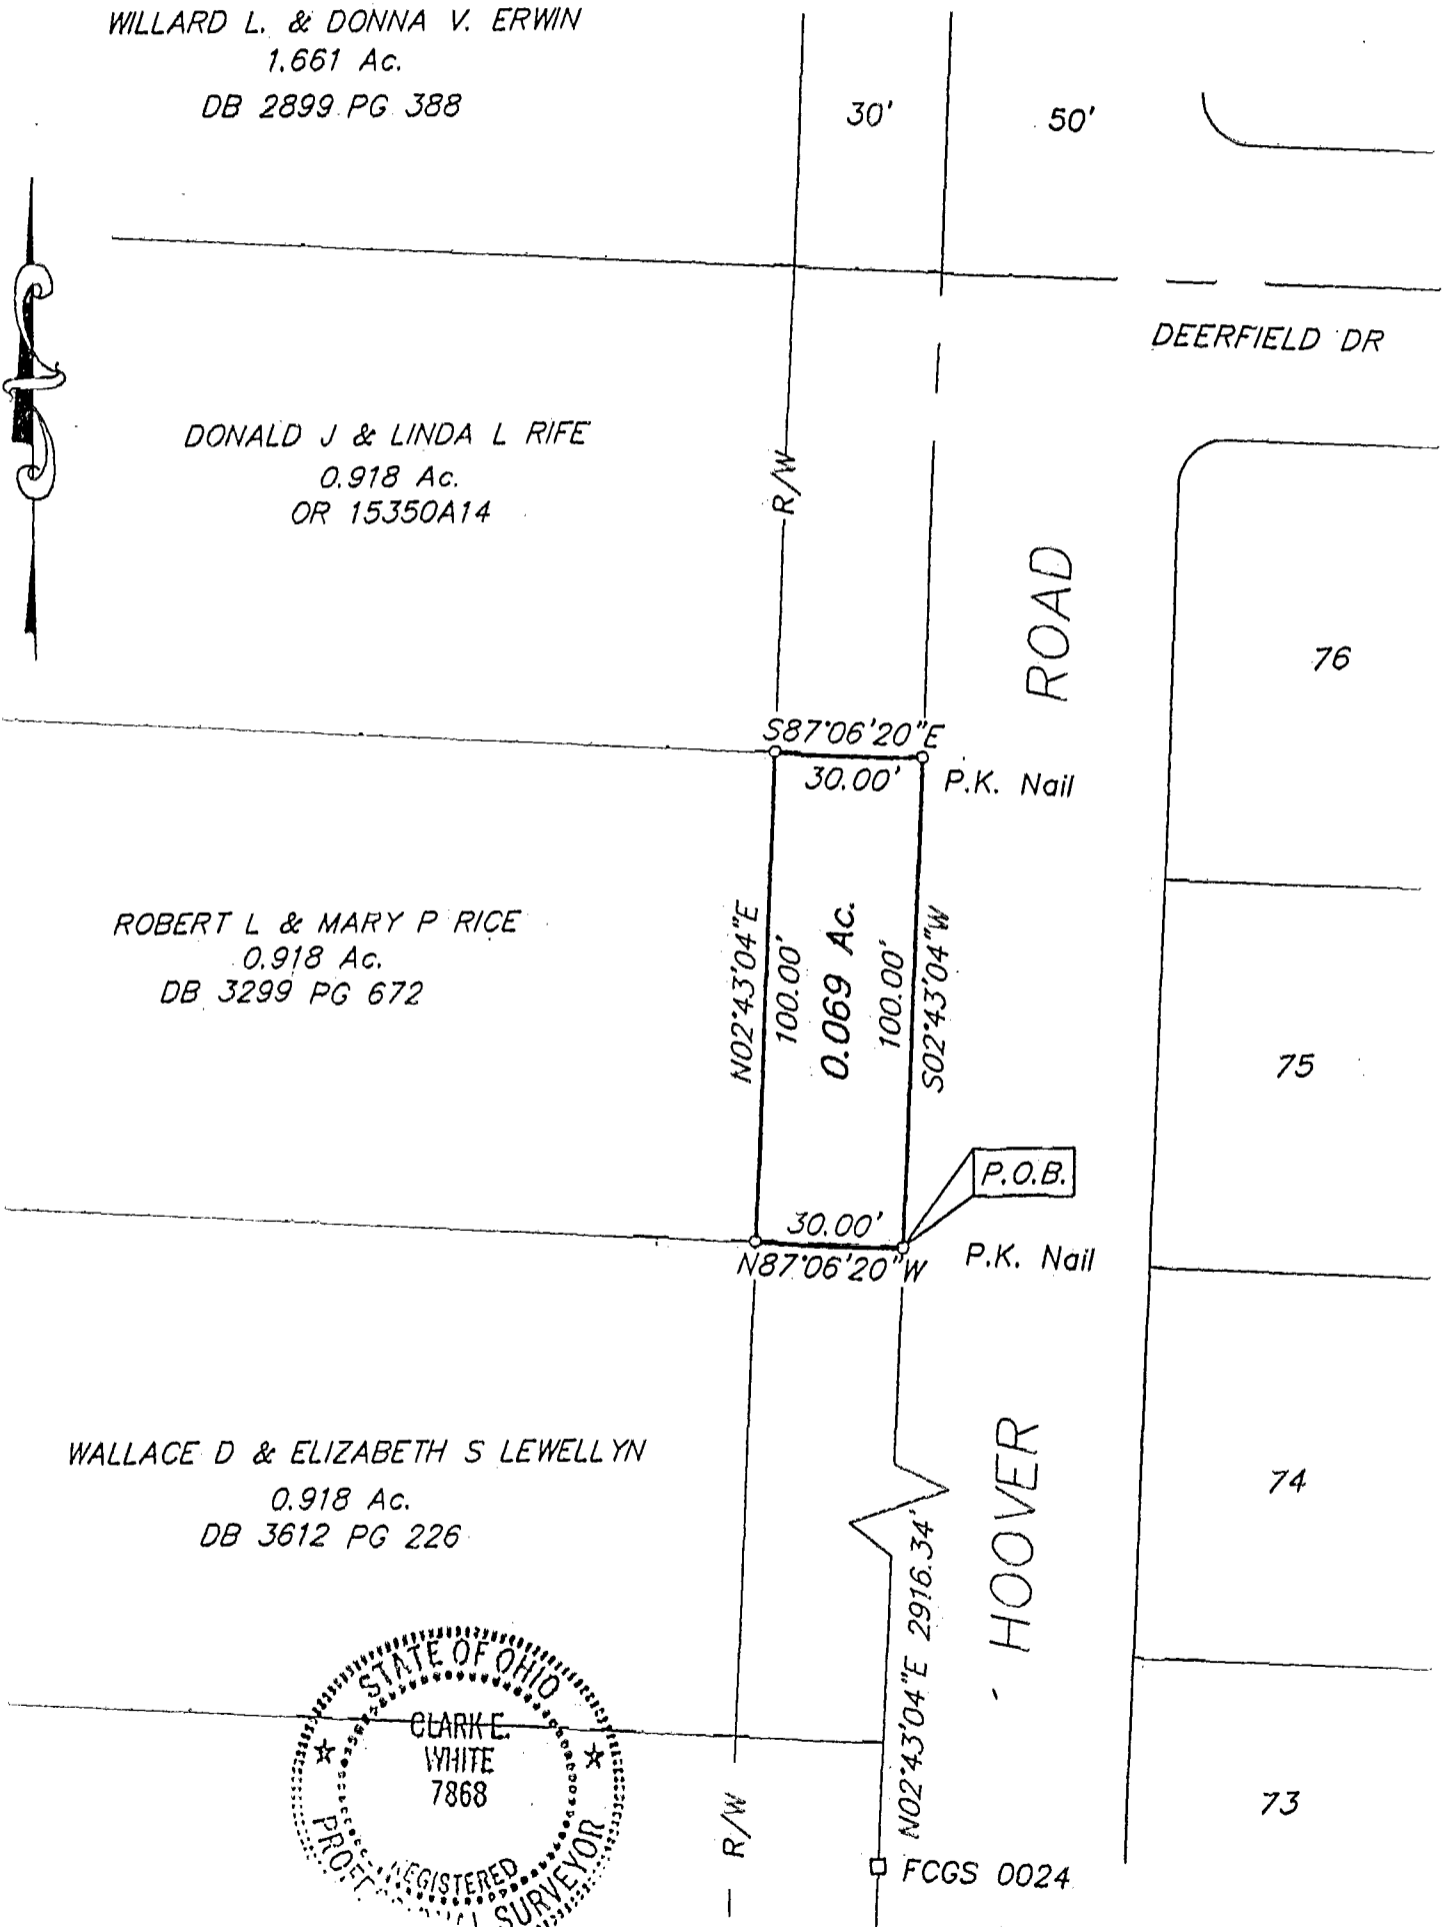 WILLARD L. & DONNA V. ERWIN
1.661 Ac.
DB 2899 PG 388
30'
50'
DEERFIELD DR
DONALD J & LINDA L RIFE
0.918 Ac.
OR 15350A14
R/W
ROAD
76
S87°06'20"E
30.00'
P.K. Nail
ROBERT L & MARY P RICE
0.918 Ac.
DB 3299 PG 672
N02°43'04"E
100.00'
0.069 Ac.
100.00'
S02°43'04"W
75
P.O.B.
30.00'
N87°06'20"W
P.K. Nail
WALLACE D & ELIZABETH S LEWELLYN
0.918 Ac.
DB 3612 PG 226
HOOVER
74
N02°43'04"E 2916.34'
STATE OF OHIO
CLARK E.
WHITE
7868
REGISTERED
SURVEYOR
R/W
73
FCGS 0024